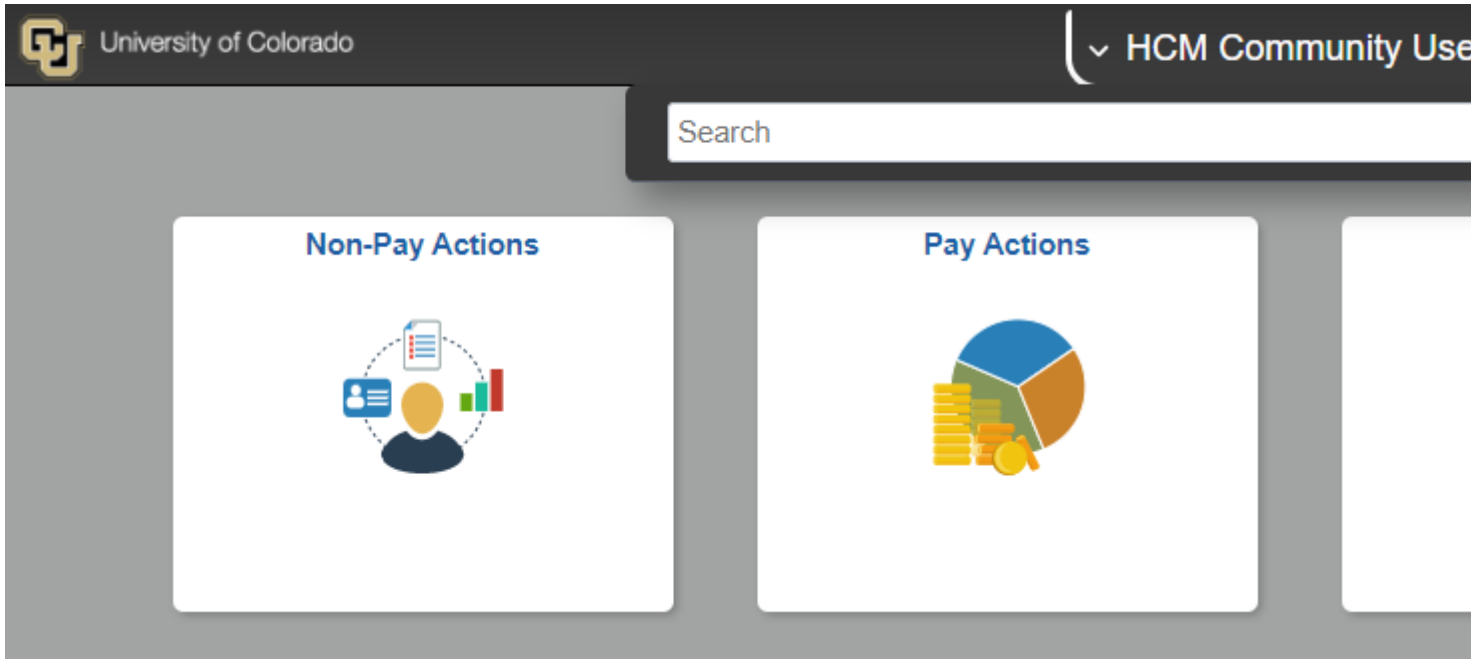 University of Colorado
HCM Community Use
Search
Non-Pay Actions
Pay Actions